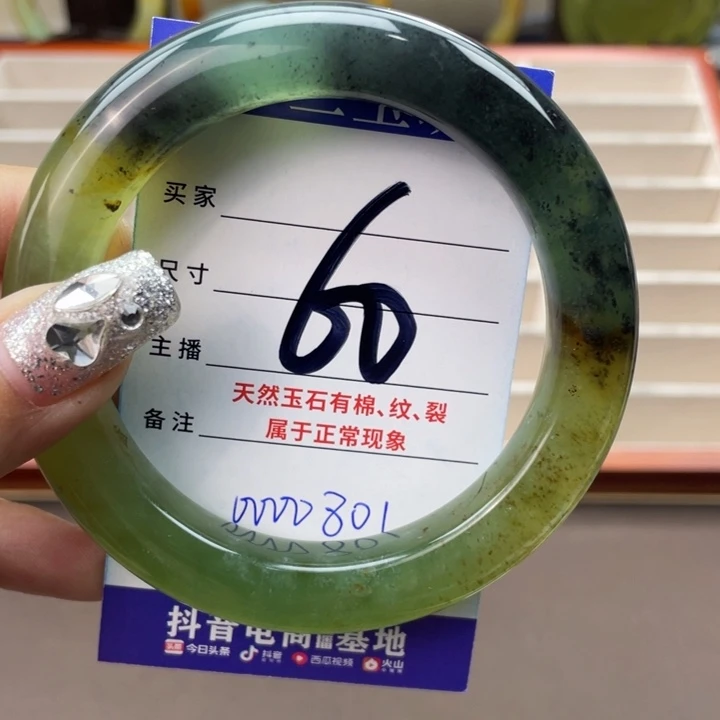 买家
尺寸
60
主播
天然玉石有棉、纹、裂
属于正常现象
备注
0000801
抖音电商直播基地
今日头条 抖音 西瓜视频 火山